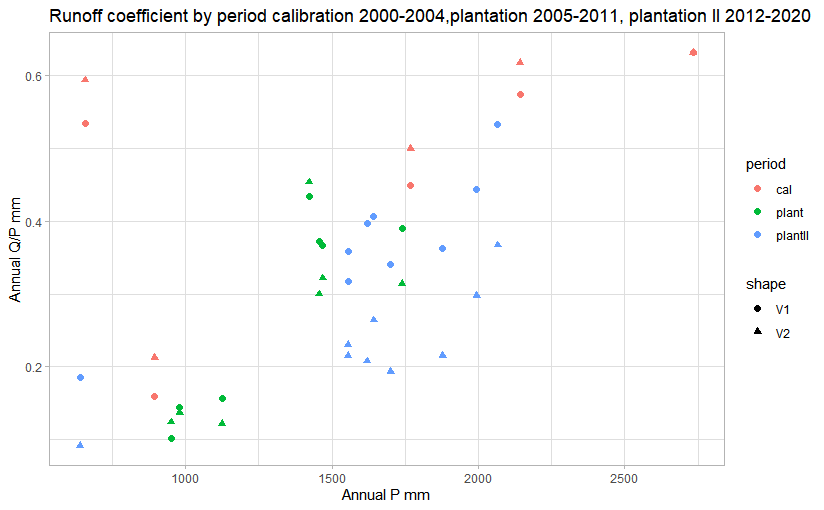 Runoff coefficient by period calibration 2000-2004,plantation 2005-2011, plantation II 2012-2020
0.6
0.4
0.2
Annual Q/P mm
1000
1500
2000
2500
Annual P mm
period
cal
plant
plantII
shape
V1
V2